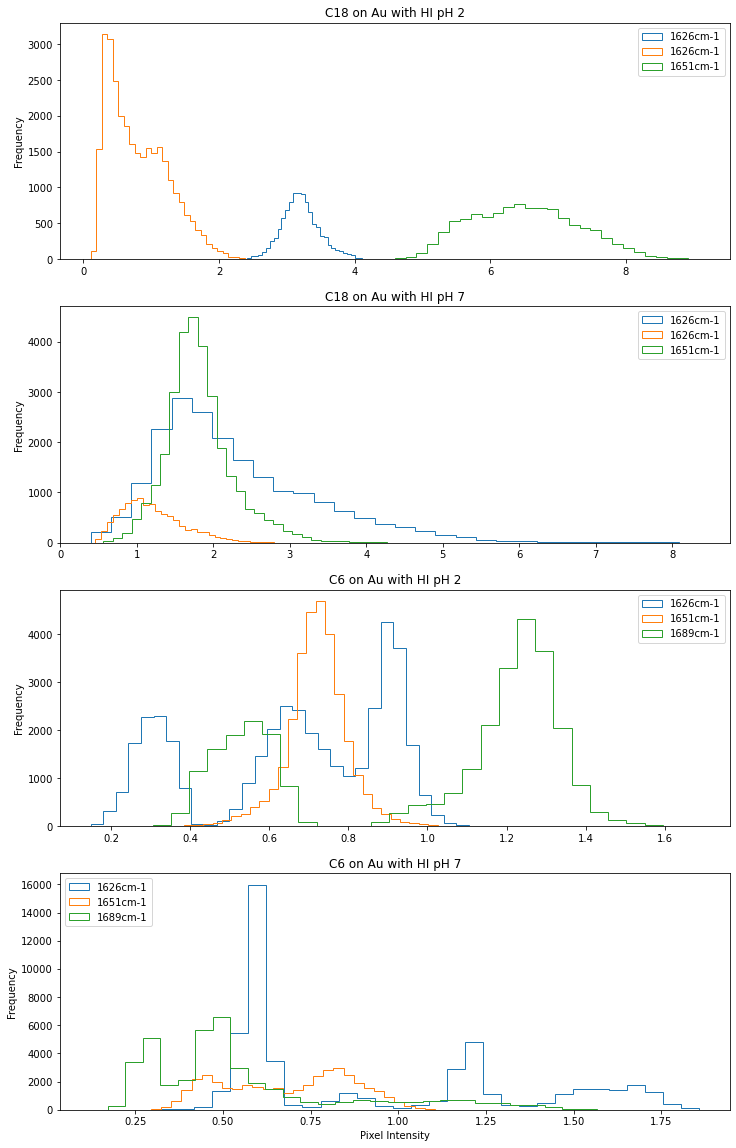 C18 on Au with HI pH 2
1626cm-1
1626cm-1
1651cm-1
Frequency
3000
2500
2000
1500
1000
500
0
0 2 4 6 8
C18 on Au with HI pH 7
1626cm-1
1626cm-1
1651cm-1
Frequency
4000
3000
2000
1000
0
0 1 2 3 4 5 6 7 8
C6 on Au with HI pH 2
1626cm-1
1651cm-1
1689cm-1
Frequency
4000
3000
2000
1000
0
0.2 0.4 0.6 0.8 1.0 1.2 1.4 1.6
C6 on Au with HI pH 7
1626cm-1
1651cm-1
1689cm-1
Frequency
16000
14000
12000
10000
8000
6000
4000
2000
0
0.25 0.50 0.75 1.00 1.25 1.50 1.75
Pixel Intensity